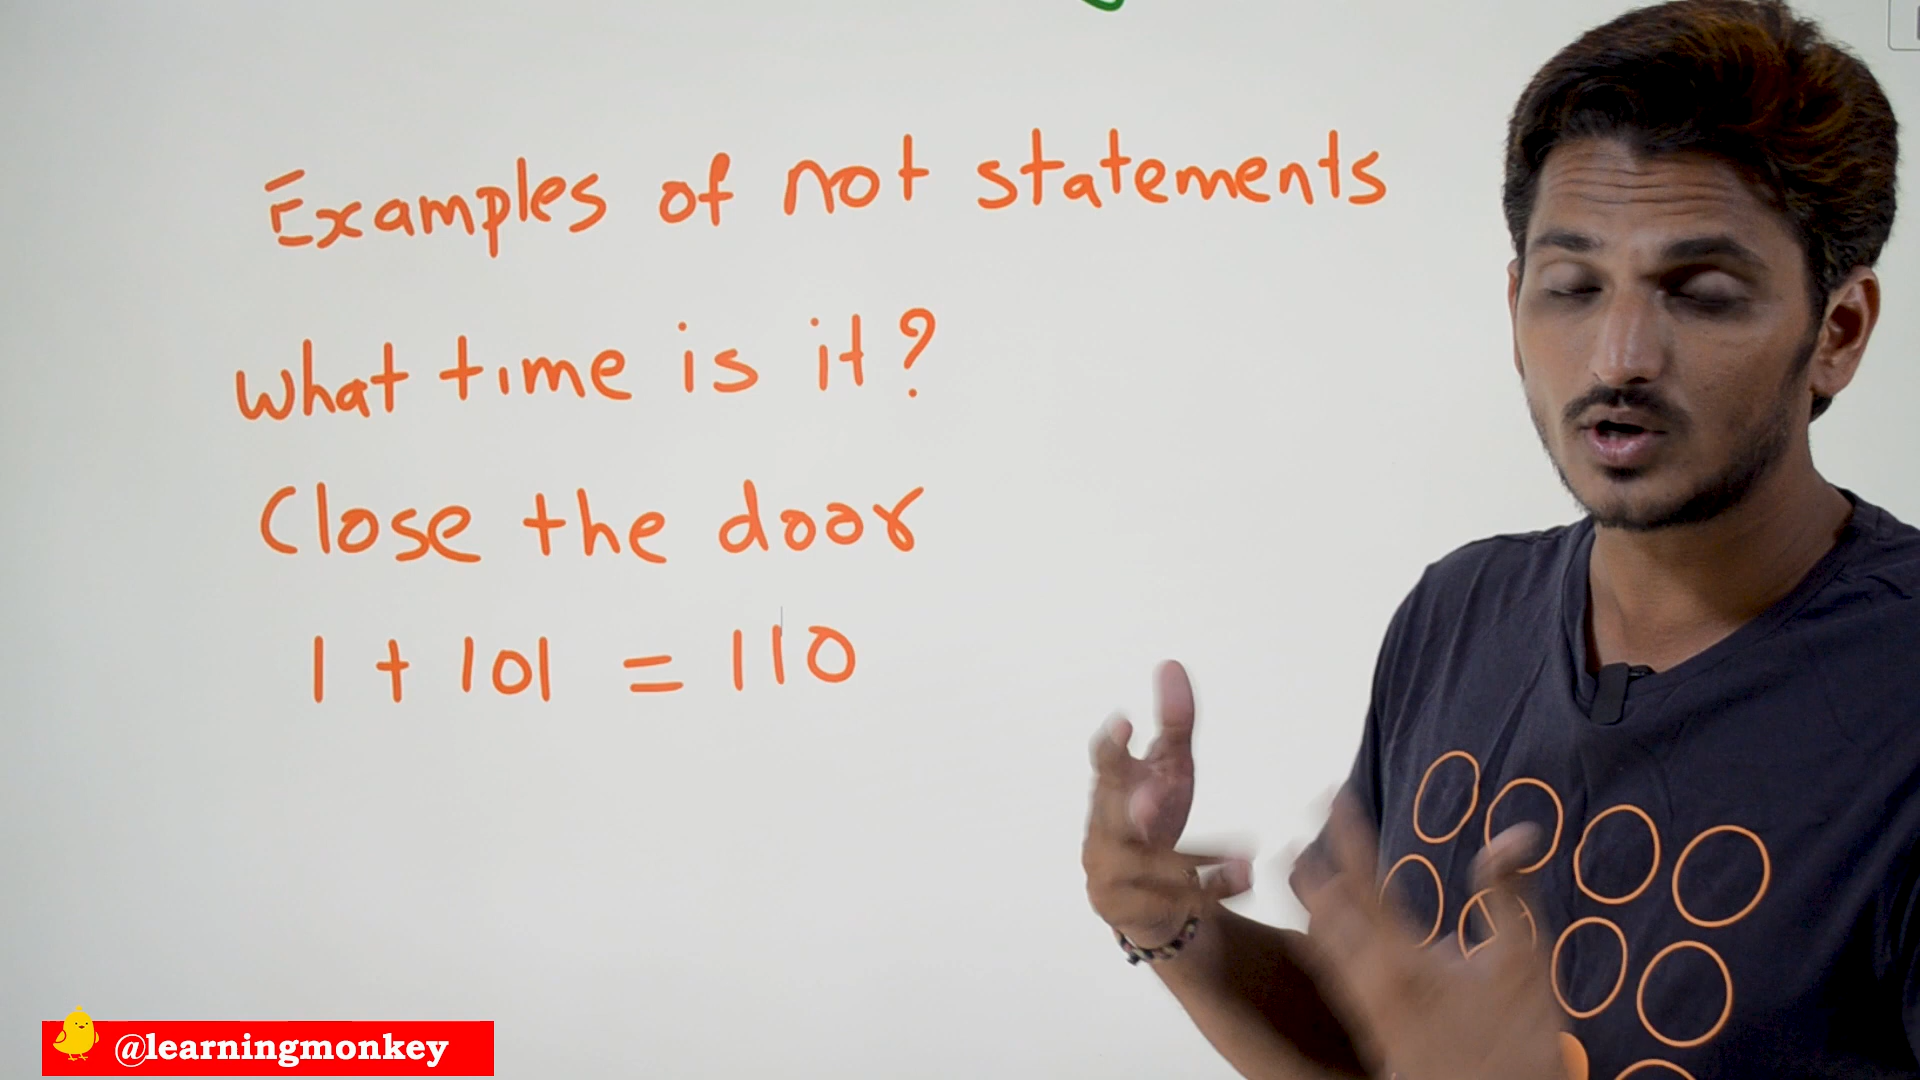 Examples of not statements
What time is it?
Close the door
1 + 101 = 110
@learningmonkey